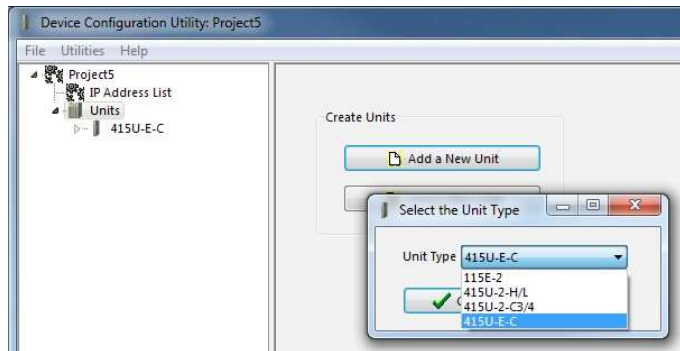 Device Configuration Utility: Project5
File Utilities Help
Project5
IP Address List
Units
415U-E-C
Create Units
Add a New Unit
Select the Unit Type
Unit Type 415U-E-C
115E-2
415U-2-H/L
415U-2-C3/4
415U-E-C